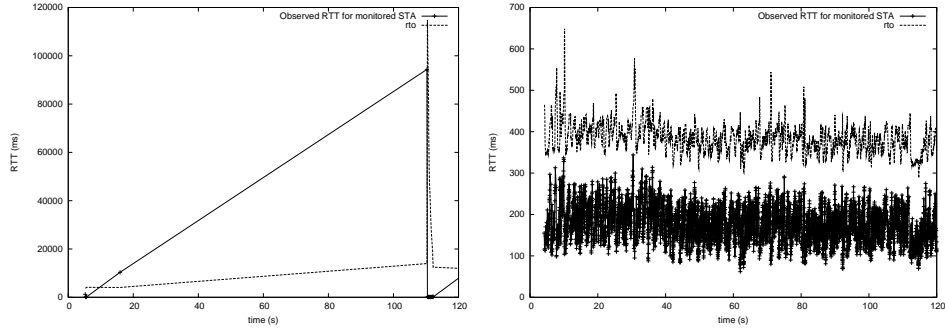 120000
100000
80000
60000
40000
20000
0
RTT (ms)
0 20 40 60 80 100 120
time (s)
Observed RTT for monitored STA
rto
700
600
500
400
300
200
100
0
RTT (ms)
0 20 40 60 80 100 120
time (s)
Observed RTT for monitored STA
rto